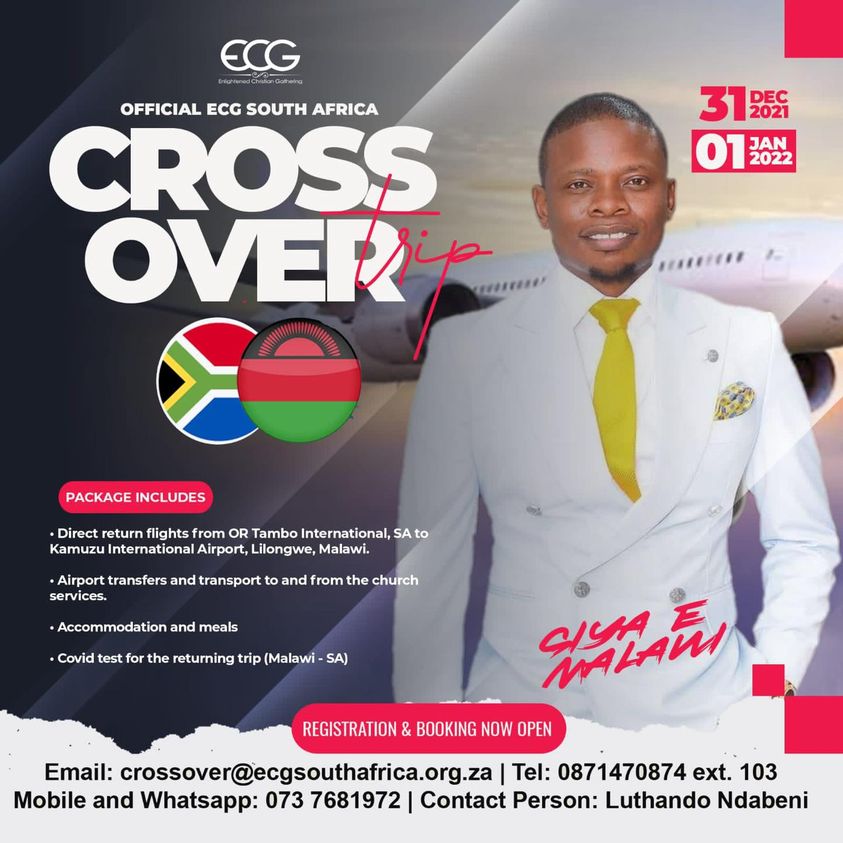 ECG
Enlightened Christian Gathering
OFFICIAL ECG SOUTH AFRICA
CROSS
OVER
trip
31 DEC 2021
01 JAN 2022
PACKAGE INCLUDES
• Direct return flights from OR Tambo International, SA to
Kamuzu International Airport, Lilongwe, Malawi.
• Airport transfers and transport to and from the church
services.
• Accommodation and meals
• Covid test for the returning trip (Malawi - SA)
SIYA E
MALAWI
REGISTRATION & BOOKING NOW OPEN
Email: crossover@ecgsouthafrica.org.za | Tel: 0871470874 ext. 103
Mobile and Whatsapp: 073 7681972 | Contact Person: Luthando Ndabeni